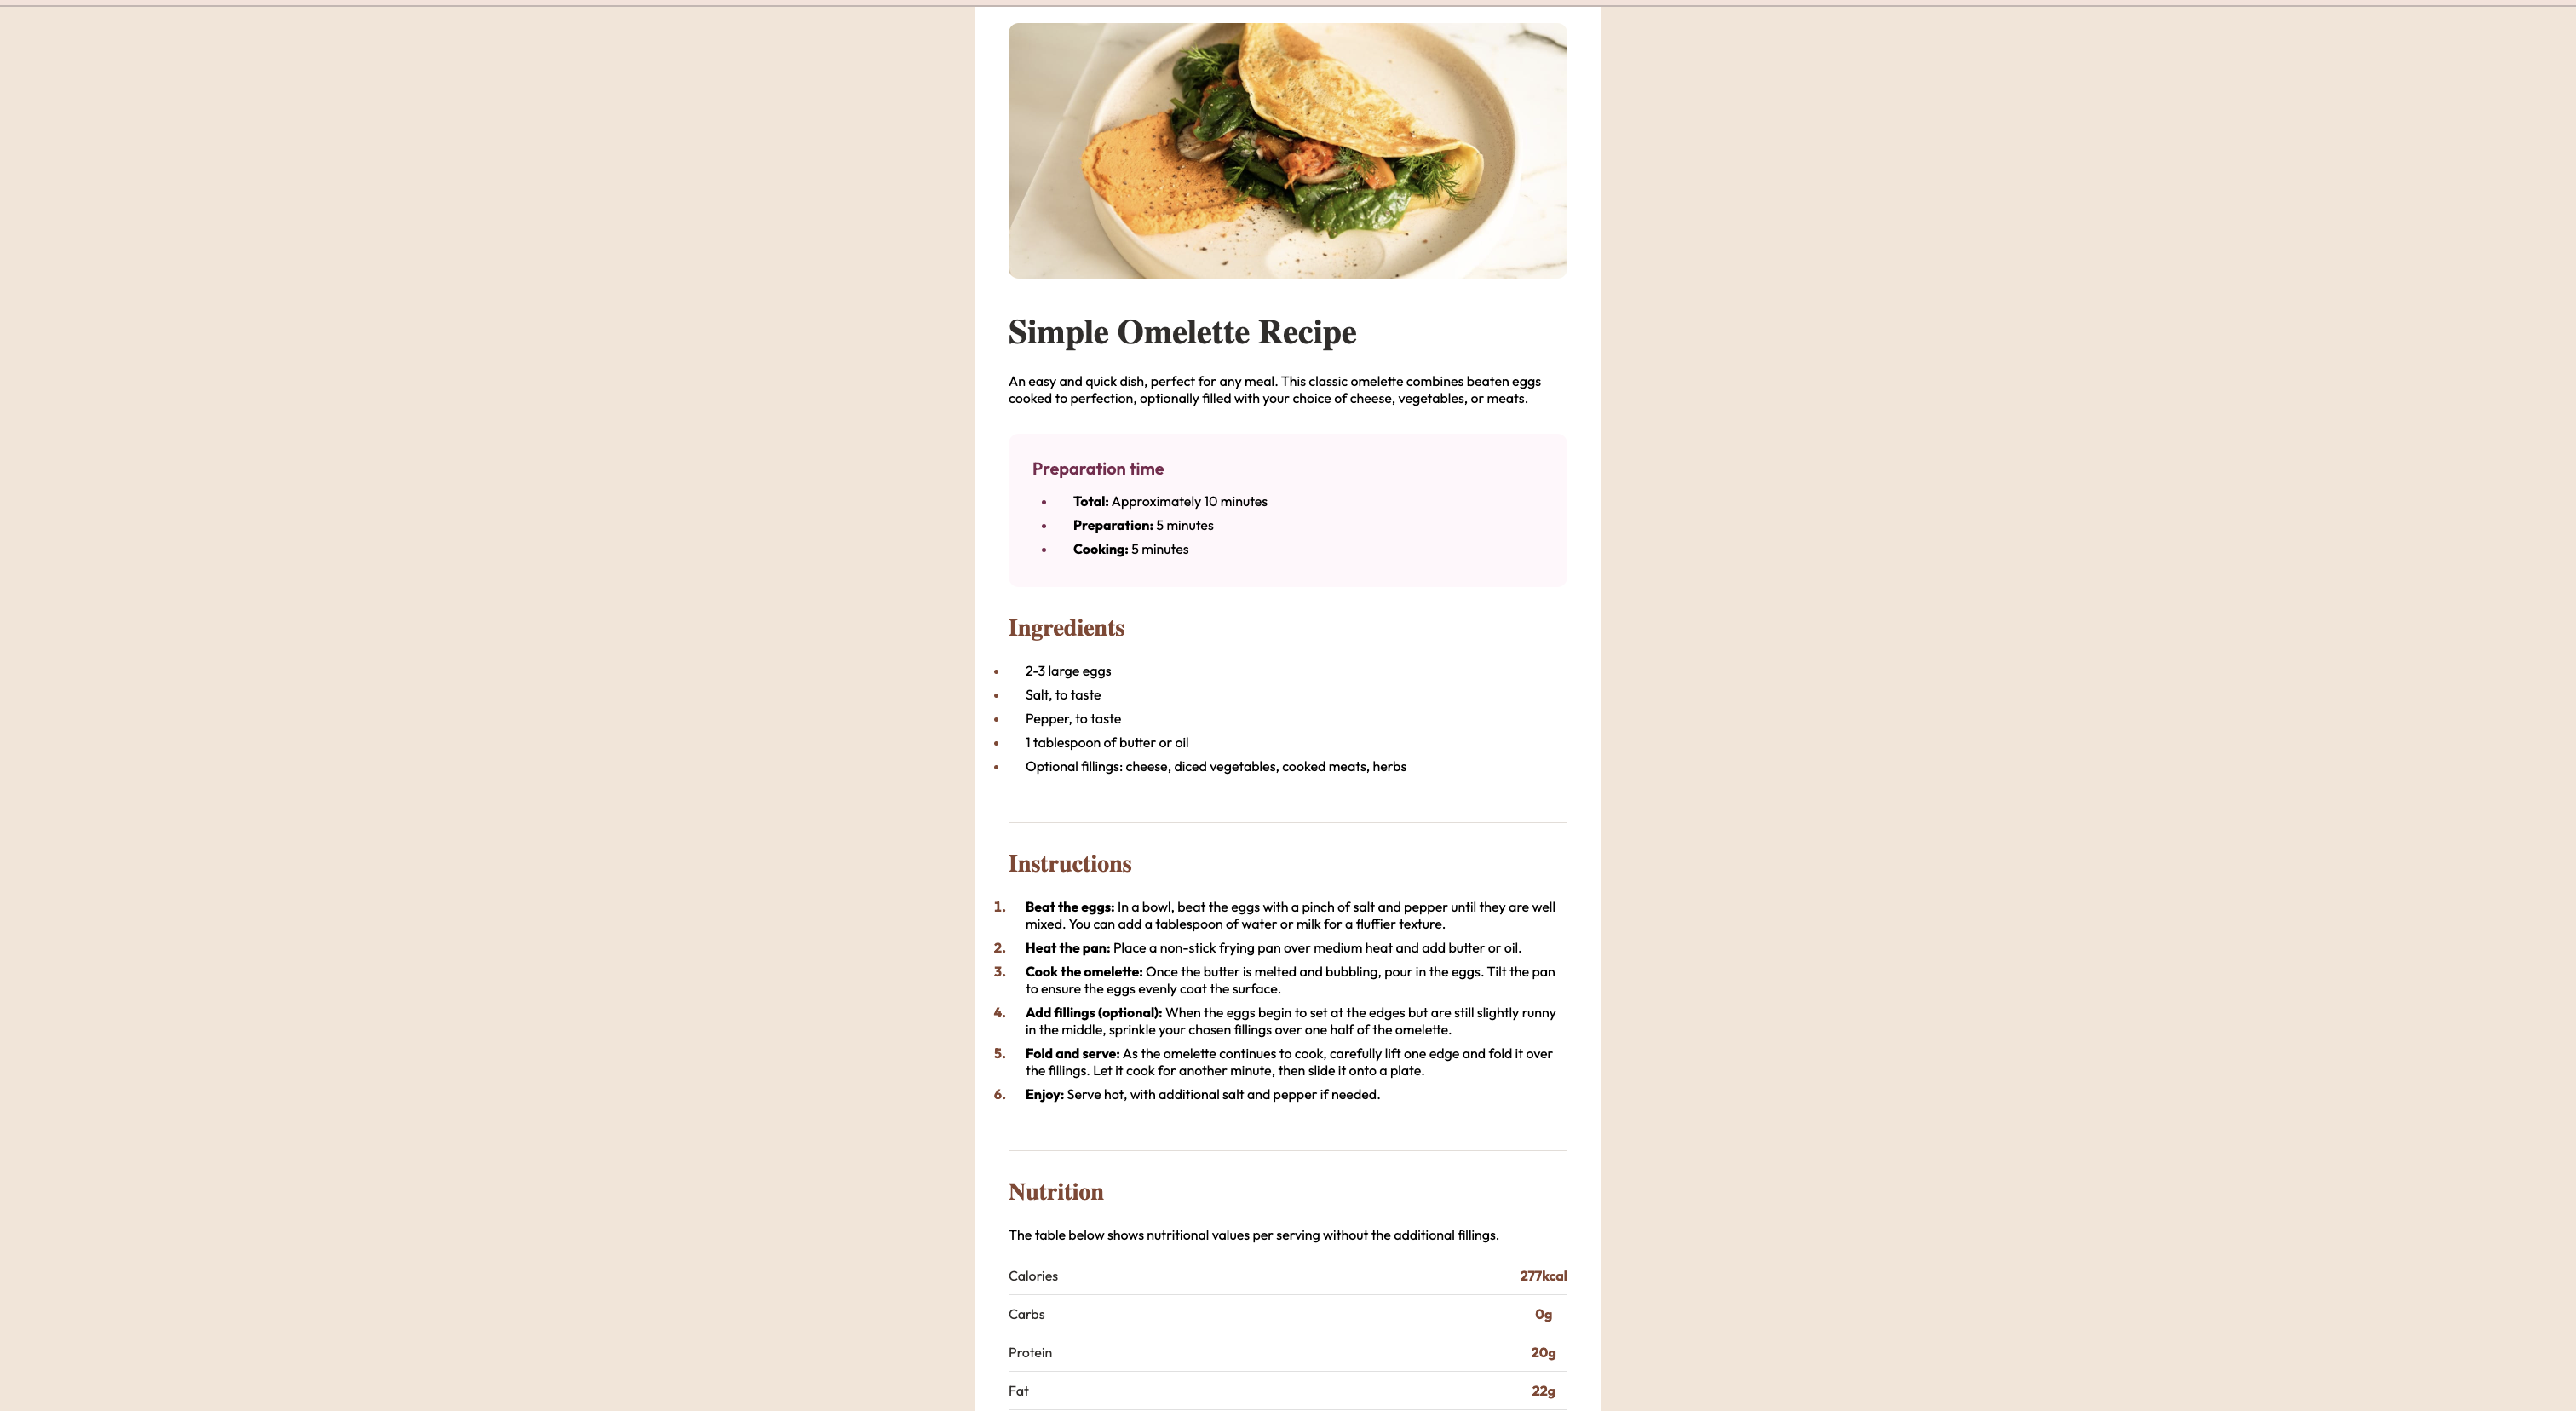 Simple Omelette Recipe
An easy and quick dish, perfect for any meal. This classic omelette combines beaten eggs
cooked to perfection, optionally filled with your choice of cheese, vegetables, or meats.
Preparation time
• Total: Approximately 10 minutes
• Preparation: 5 minutes
• Cooking: 5 minutes
Ingredients
• 2-3 large eggs
• Salt, to taste
• Pepper, to taste
• 1 tablespoon of butter or oil
• Optional fillings: cheese, diced vegetables, cooked meats, herbs
Instructions
1. Beat the eggs: In a bowl, beat the eggs with a pinch of salt and pepper until they are well
mixed. You can add a tablespoon of water or milk for a fluffier texture.
2. Heat the pan: Place a non-stick frying pan over medium heat and add butter or oil.
3. Cook the omelette: Once the butter is melted and bubbling, pour in the eggs. Tilt the pan
to ensure the eggs evenly coat the surface.
4. Add fillings (optional): When the eggs begin to set at the edges but are still slightly runny
in the middle, sprinkle your chosen fillings over one half of the omelette.
5. Fold and serve: As the omelette continues to cook, carefully lift one edge and fold it over
the fillings. Let it cook for another minute, then slide it onto a plate.
6. Enjoy: Serve hot, with additional salt and pepper if needed.
Nutrition
The table below shows nutritional values per serving without the additional fillings.
Calories 277kcal
Carbs 0g
Protein 20g
Fat 22g